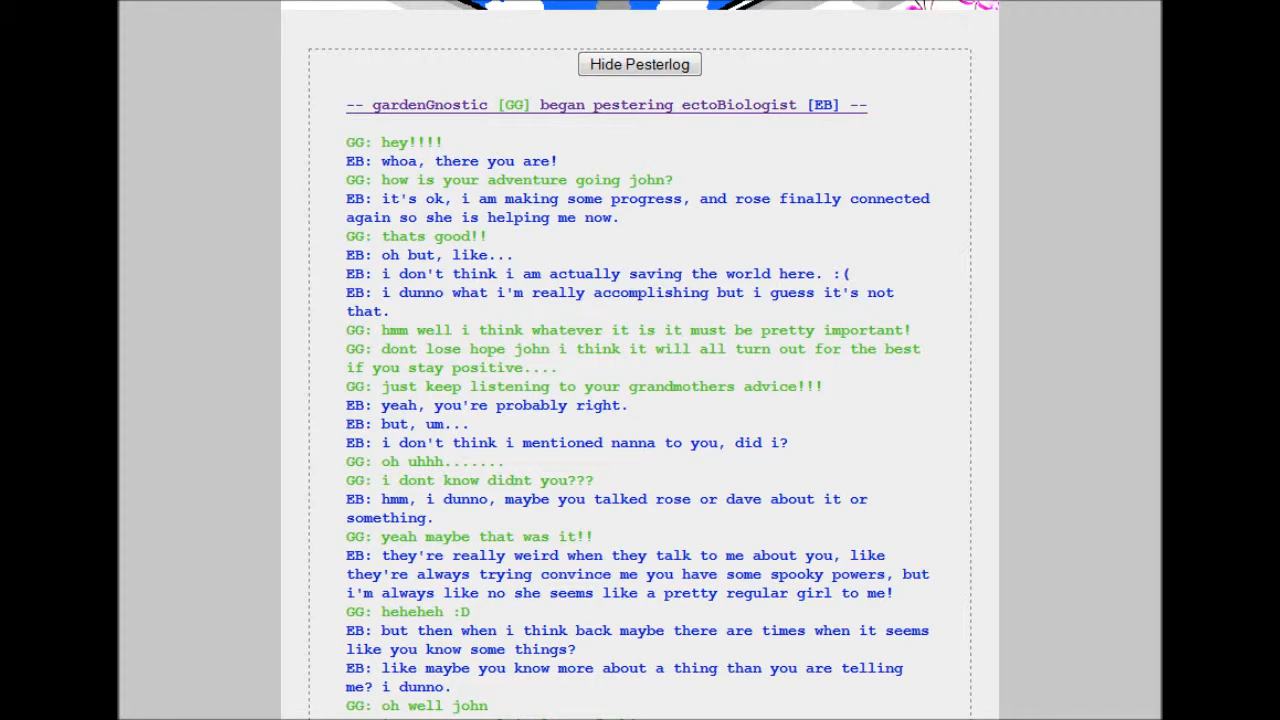 Hide Pesterlog
-- gardenGnostic [GG] began pestering ectoBiologist [EB] --
GG: hey!!!!
EB: whoa, there you are!
GG: how is your adventure going john?
EB: it's ok, i am making some progress, and rose finally connected
again so she is helping me now.
GG: thats good!!
EB: oh but, like...
EB: i don't think i am actually saving the world here. :(
EB: i dunno what i'm really accomplishing but i guess it's not
that.
GG: hmm well i think whatever it is it must be pretty important!
GG: dont lose hope john i think it will all turn out for the best
if you stay positive....
GG: just keep listening to your grandmothers advice!!!
EB: yeah, you're probably right.
EB: but, um...
EB: i don't think i mentioned nanna to you, did i?
GG: oh uhhh.......
GG: i dont know didnt you???
EB: hmm, i dunno, maybe you talked rose or dave about it or
something.
GG: yeah maybe that was it!!
EB: they're really weird when they talk to me about you, like
they're always trying convince me you have some spooky powers, but
i'm always like no she seems like a pretty regular girl to me!
GG: heheheh :D
EB: but then when i think back maybe there are times when it seems
like you know some things?
EB: like maybe you know more about a thing than you are telling
me? i dunno.
GG: oh well john